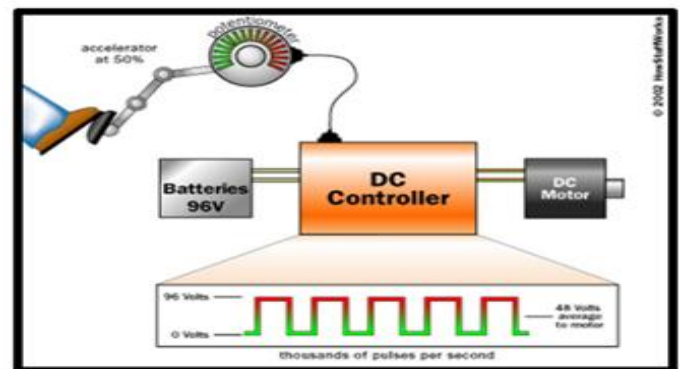 Potentiometer
accelerator
at 50%
© 2002 HowStuffWorks
Batteries
96V
DC
Controller
DC
Motor
96 Volts
0 Volts
48 Volts
average
to motor
thousands of pulses per second